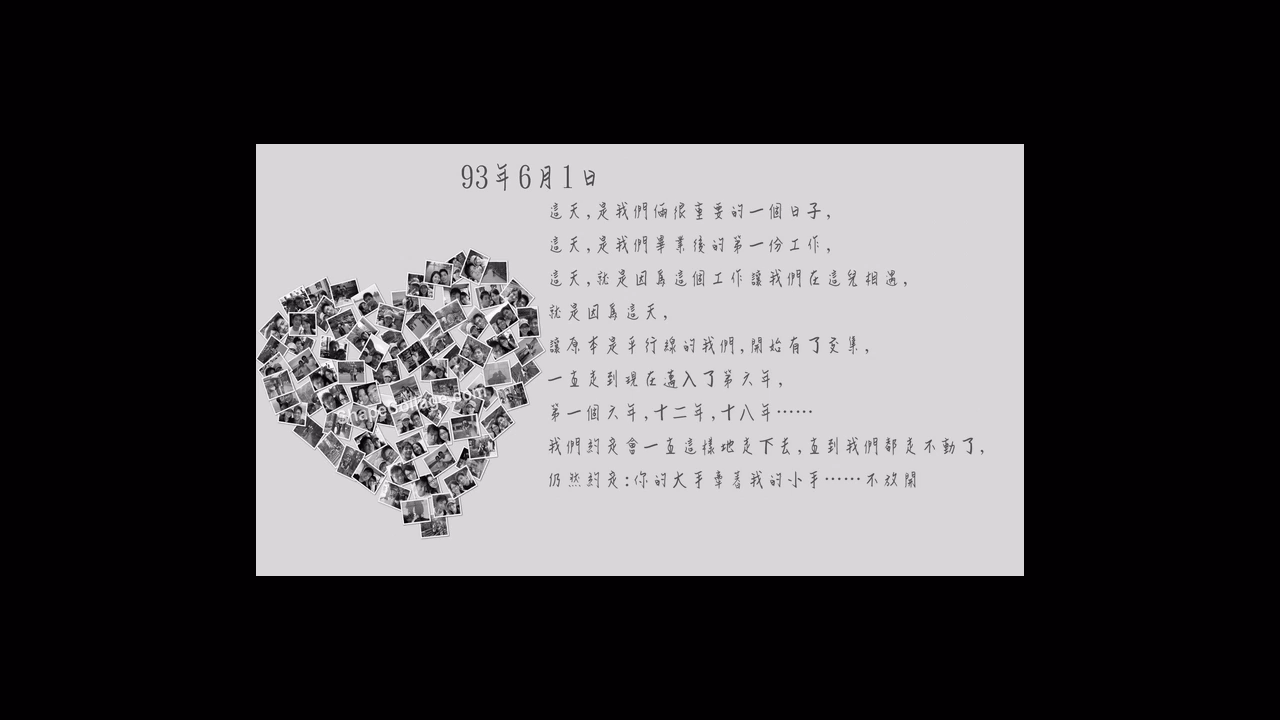 93年6月1日
這天,是我們倆很重要的一個日子,
這天,是我們畢業後的第一份工作,
這天,就是因為這個工作讓我們在這兒相遇,
就是因為這天,
讓原本是平行線的我們,開始有了交集,
一直走到現在邁入了第六年,
第一個六年,十二年,十八年……
我們約定會一直這樣地走下去,直到我們都走不動了,
仍然約定:你的大手牽著我的小手……不放開
ShapeCollage.com